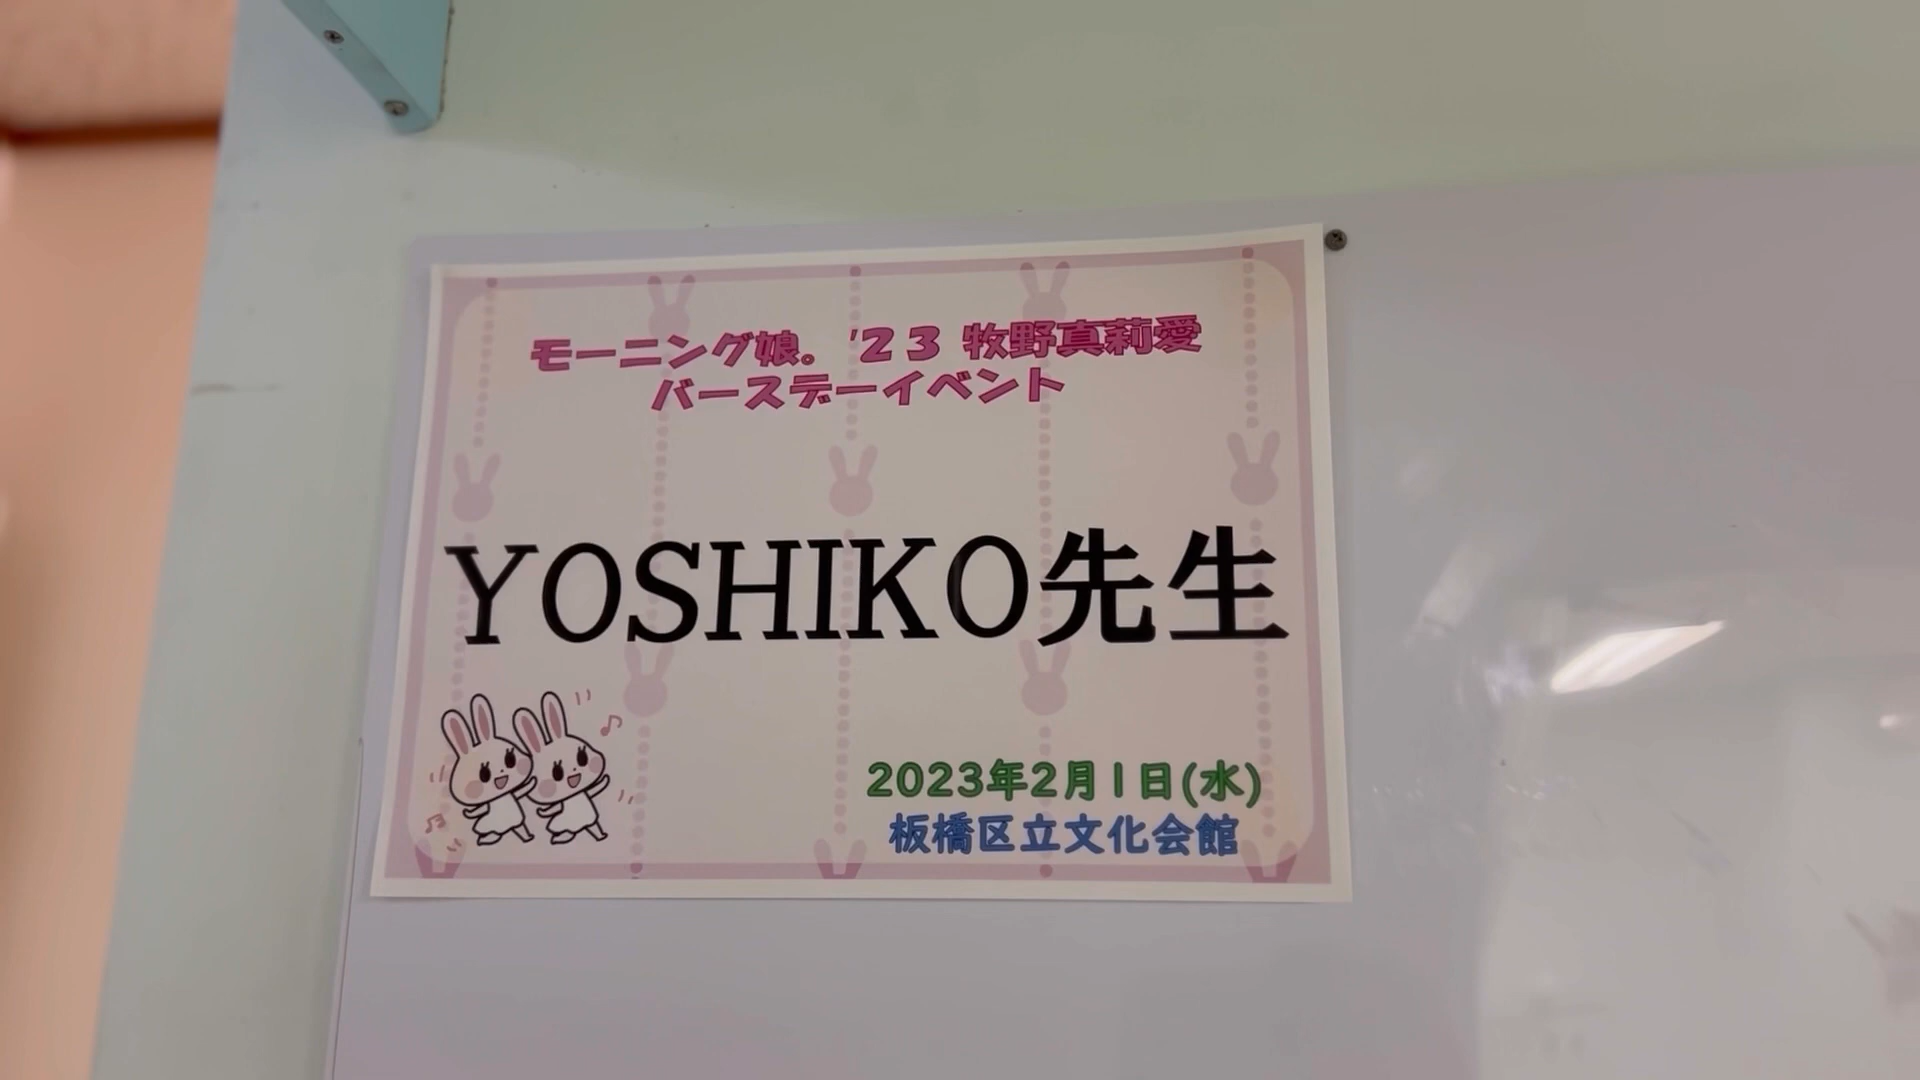 モーニング娘。'23 牧野真莉愛
バースデーイベント
YOSHIKO先生
2023年2月1日(水)
板橋区立文化会館